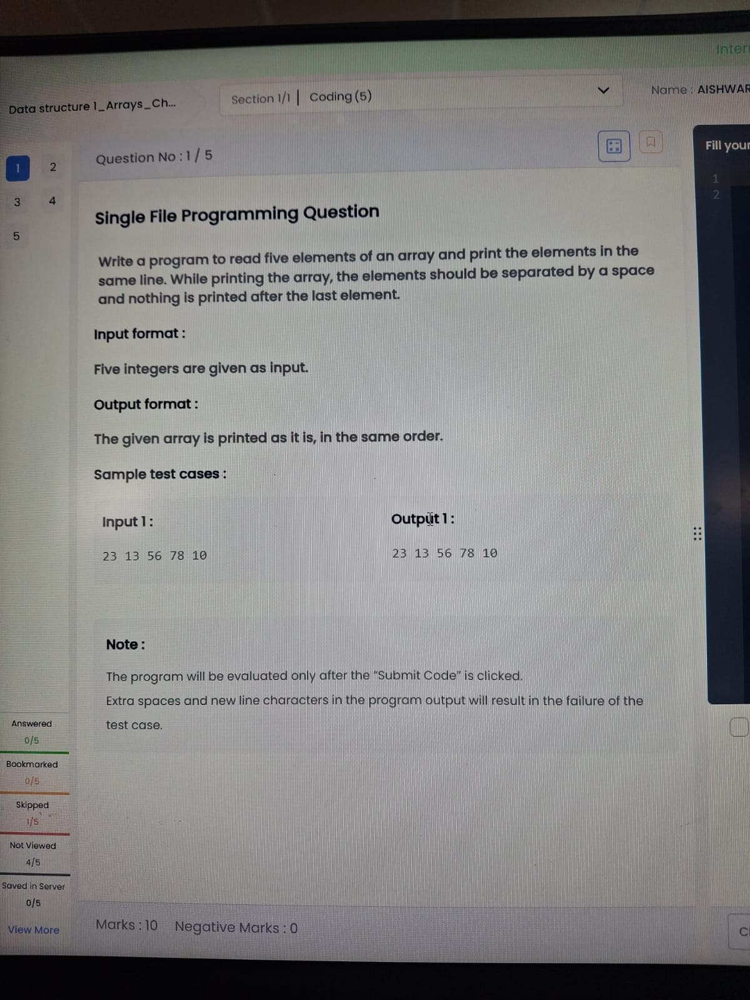 Inter
Data structure 1_Arrays_Ch...
Section 1/1 | Coding (5)
Name : AISHWAR
1 2
3 4
5
Question No : 1 / 5
Fill your
1
2
Single File Programming Question
Write a program to read five elements of an array and print the elements in the
same line. While printing the array, the elements should be separated by a space
and nothing is printed after the last element.
Input format :
Five integers are given as input.
Output format :
The given array is printed as it is, in the same order.
Sample test cases :
Input 1 :
23 13 56 78 10
Output 1 :
23 13 56 78 10
Note :
The program will be evaluated only after the “Submit Code” is clicked.
Extra spaces and new line characters in the program output will result in the failure of the
test case.
Answered
0/5
Bookmarked
0/5
Skipped
1/5
Not Viewed
4/5
Saved in Server
0/5
View More
Marks : 10 Negative Marks : 0